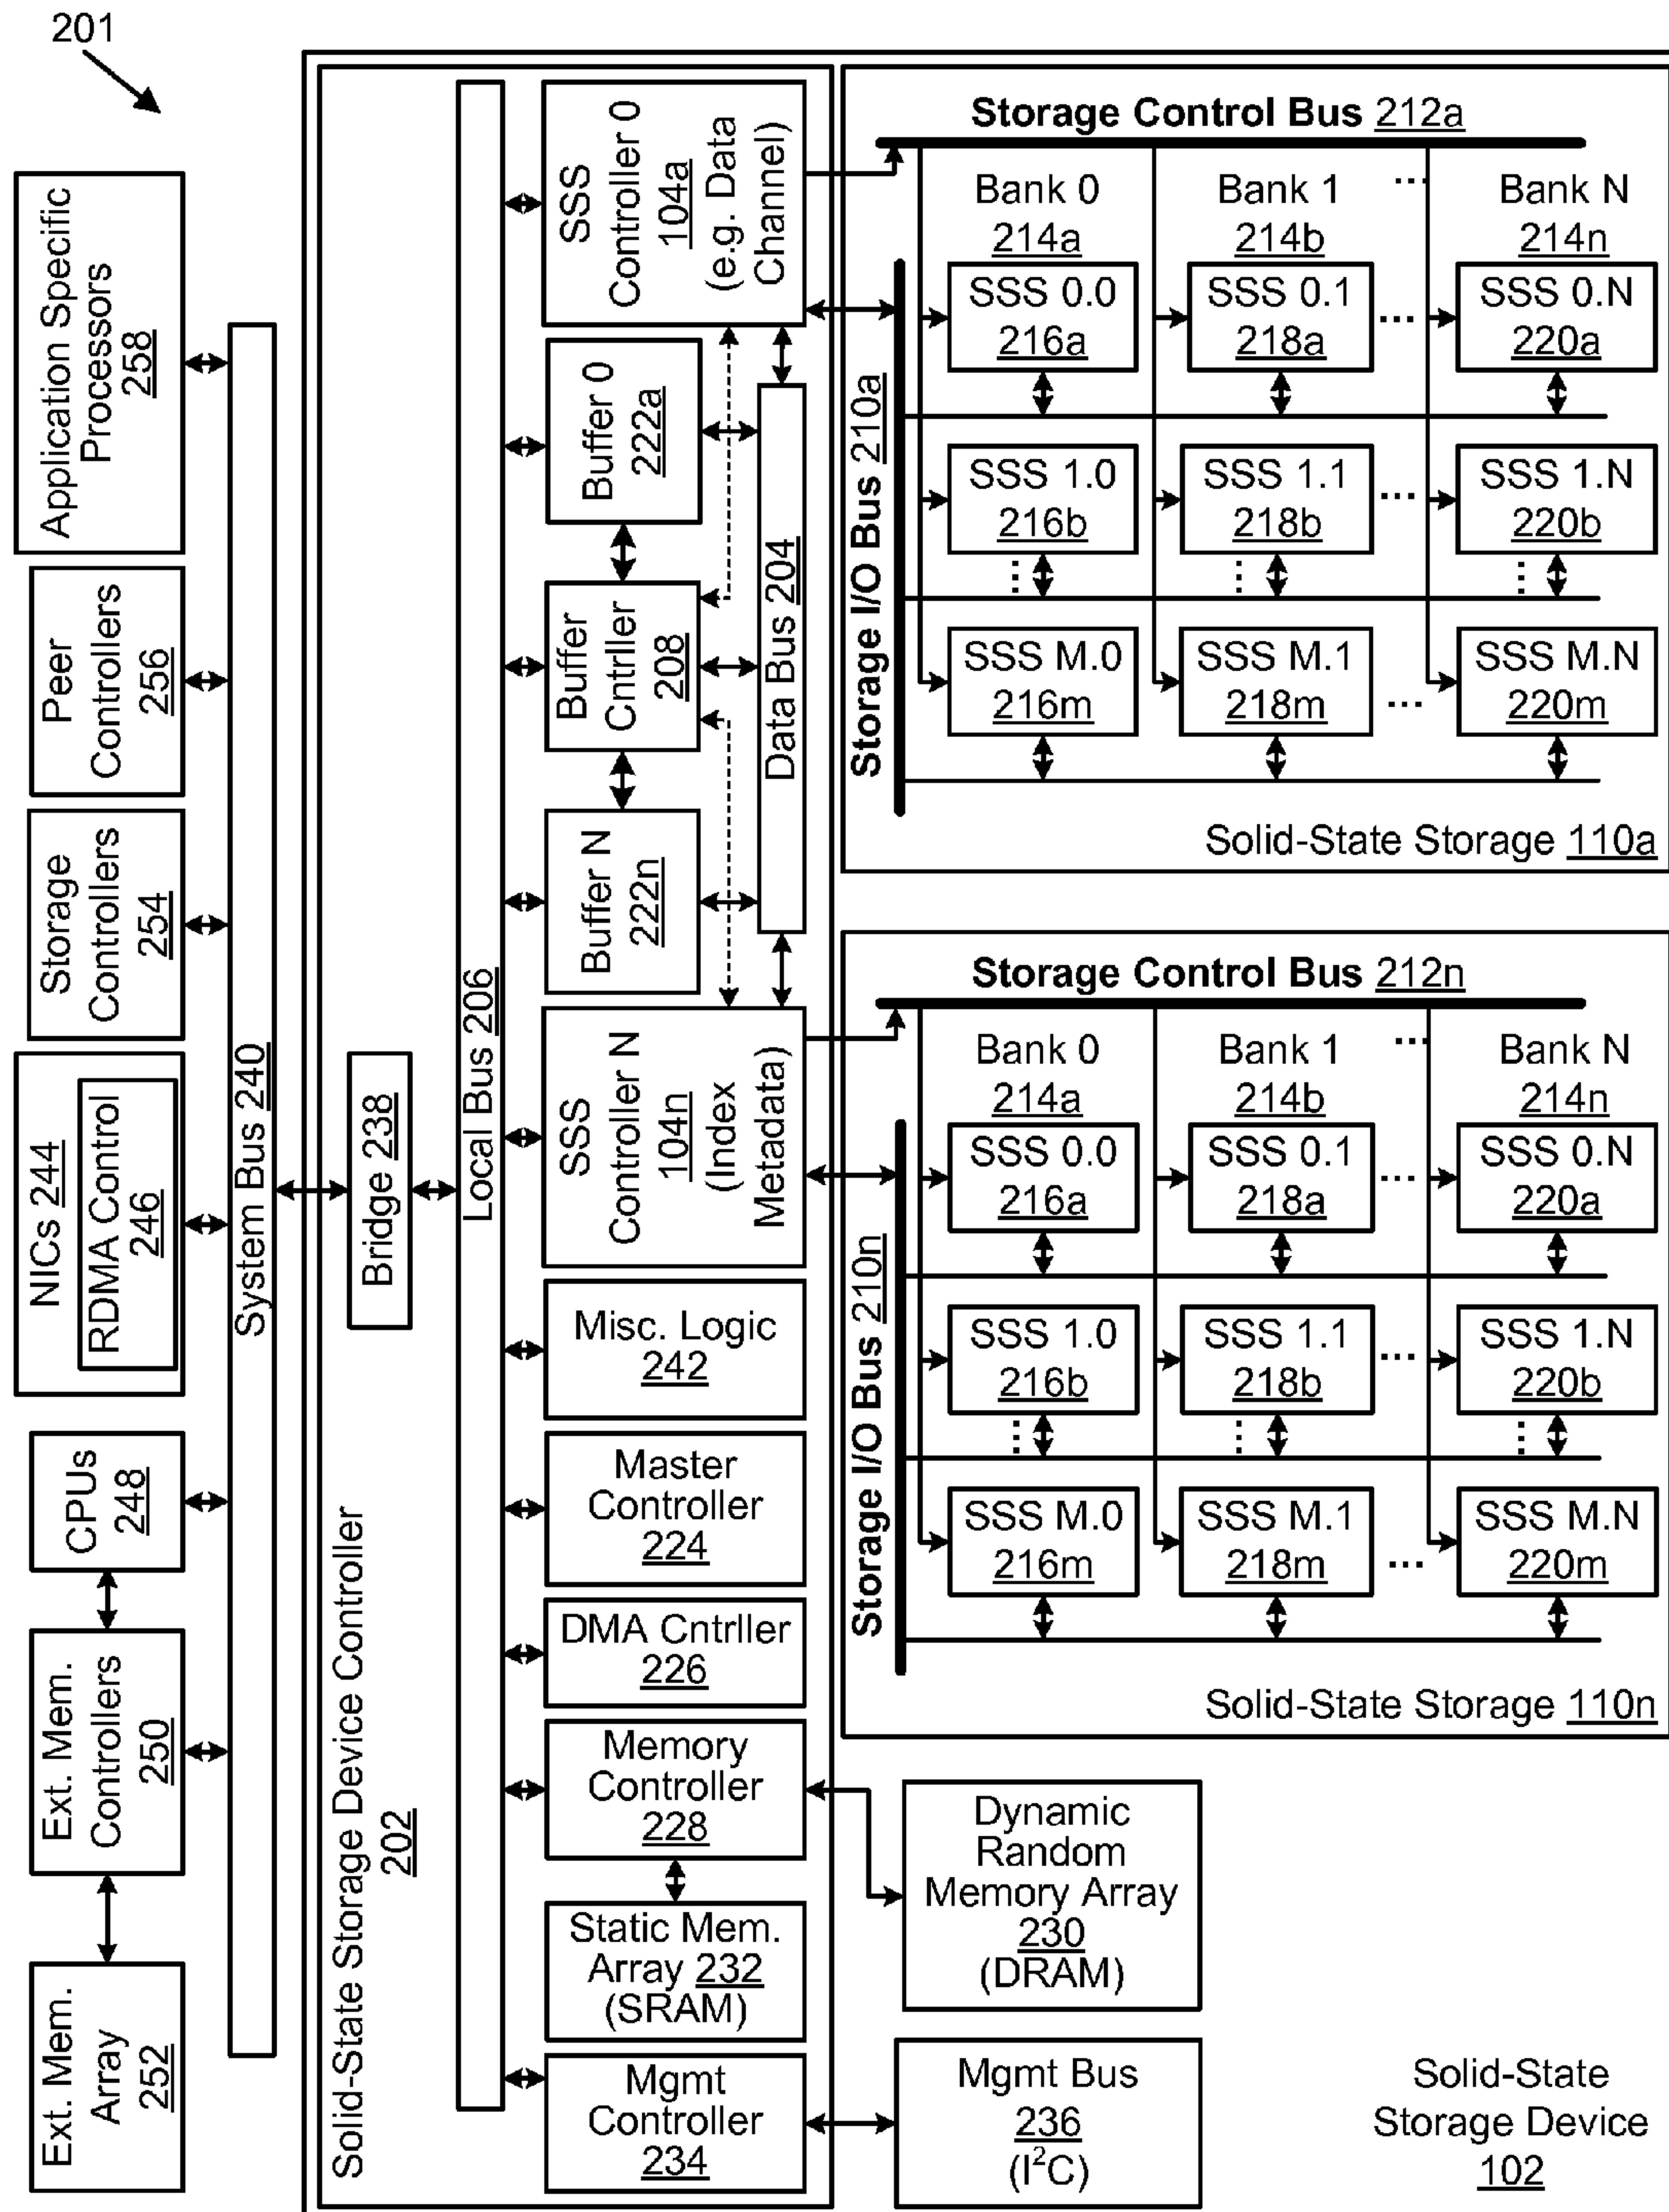 201
Application Specific
Processors
258
Peer
Controllers
256
Storage
Controllers
254
NICs 244
RDMA Control
246
CPUs
248
Ext. Mem.
Controllers
250
Ext. Mem.
Array
252
System Bus 240
Solid-State Storage Device Controller
202
Bridge 238
Local Bus 206
SSS
Controller 0
104a
(e.g. Data
Channel)
Buffer 0
222a
Buffer
Cntrller
208
Buffer N
222n
Data Bus 204
SSS
Controller N
104n
(Index
Metadata)
Misc. Logic
242
Master
Controller
224
DMA Cntrller
226
Memory
Controller
228
Static Mem.
Array 232
(SRAM)
Mgmt
Controller
234
Storage Control Bus 212a
Bank 0
214a
Bank 1
214b
...
Bank N
214n
Storage I/O Bus 210a
SSS 0.0
216a
SSS 0.1
218a
...
SSS 0.N
220a
SSS 1.0
216b
SSS 1.1
218b
...
SSS 1.N
220b
...
...
...
SSS M.0
216m
SSS M.1
218m
...
SSS M.N
220m
Solid-State Storage 110a
Storage Control Bus 212n
Bank 0
214a
Bank 1
214b
...
Bank N
214n
Storage I/O Bus 210n
SSS 0.0
216a
SSS 0.1
218a
...
SSS 0.N
220a
SSS 1.0
216b
SSS 1.1
218b
...
SSS 1.N
220b
...
...
...
SSS M.0
216m
SSS M.1
218m
...
SSS M.N
220m
Solid-State Storage 110n
Dynamic
Random
Memory Array
230
(DRAM)
Mgmt Bus
236
(I²C)
Solid-State
Storage Device
102